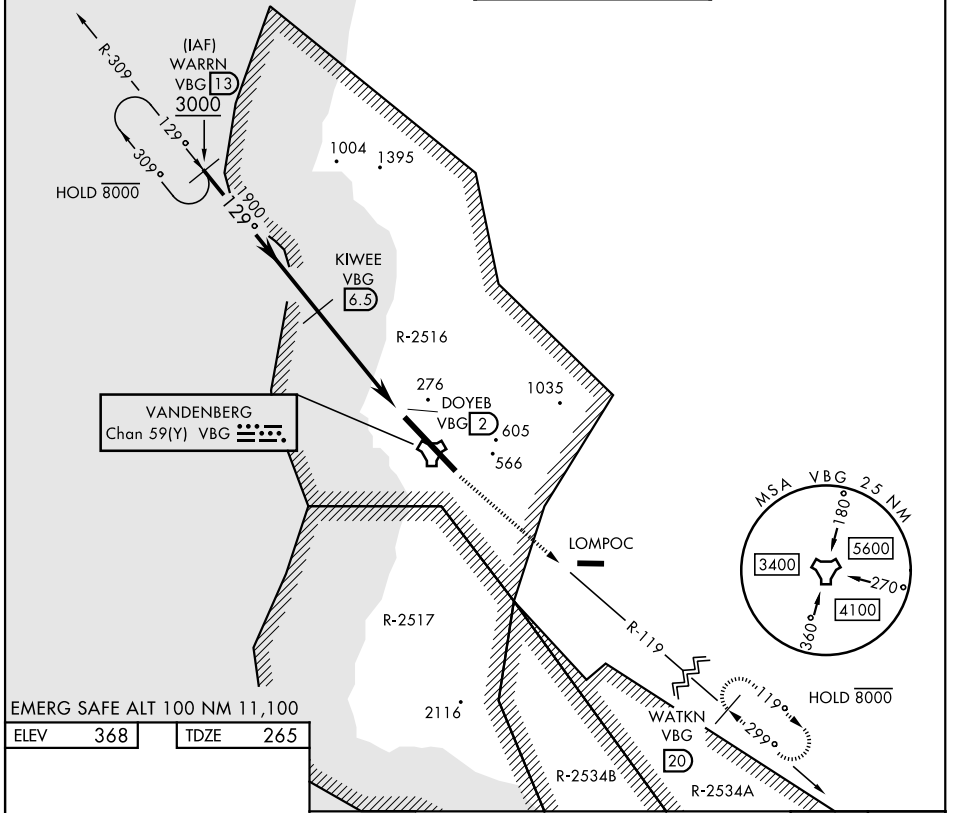 R-309
(IAF)
WARRN
VBG 13
3000
129°
309°
HOLD 8000
1900
129°
1004
1395
KIWEE
VBG
6.5
R-2516
276
1035
DOYEB
VBG 2
605
566
VANDENBERG
Chan 59(Y) VBG
LOMPOC
MSA VBG 25 NM
180°
5600
3400
270°
4100
360°
R-2517
R-119
HOLD 8000
119°
299°
WATKN
VBG
20
2116
R-2534B
R-2534A
EMERG SAFE ALT 100 NM 11,100
ELEV 368
TDZE 265